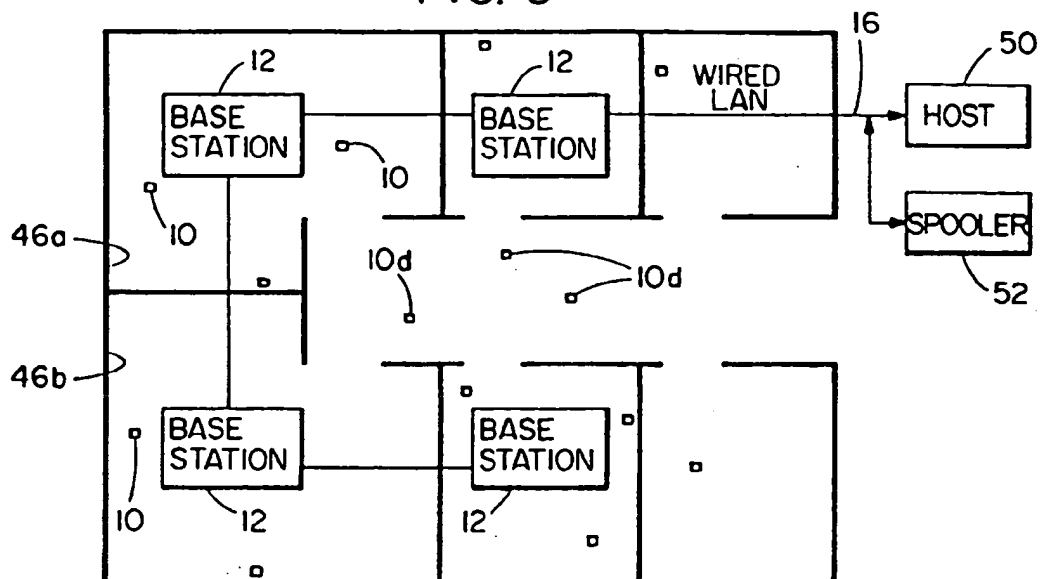 16
50
12
12
WIRED
LAN
HOST
BASE
STATION
BASE
STATION
10
10
SPOOLER
46a
10d
10d
52
46b
BASE
STATION
BASE
STATION
10
12
12